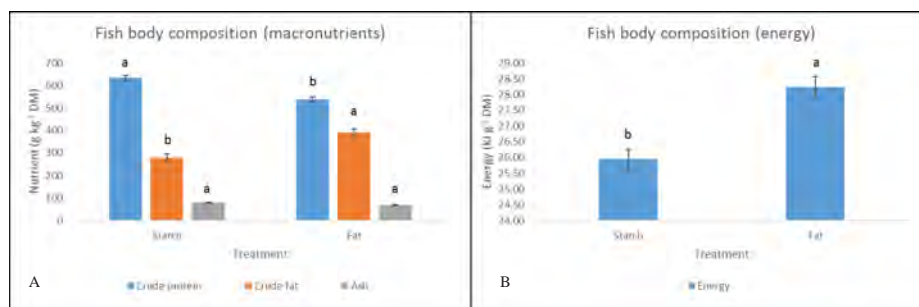 Fish body composition (macronutrients)
Nutrient (g kg-1 DM)
700
600
500
400
300
200
100
0
a
b
a
b
a
a
Starch
Fat
Treatment
A
Crude protein
Crude fat
Ash
Fish body composition (energy)
Energy (kJ g-1 DM)
29.00
28.50
28.00
27.50
27.00
26.50
26.00
25.50
25.00
24.50
24.00
b
a
Starch
Fat
Treatment
B
Energy